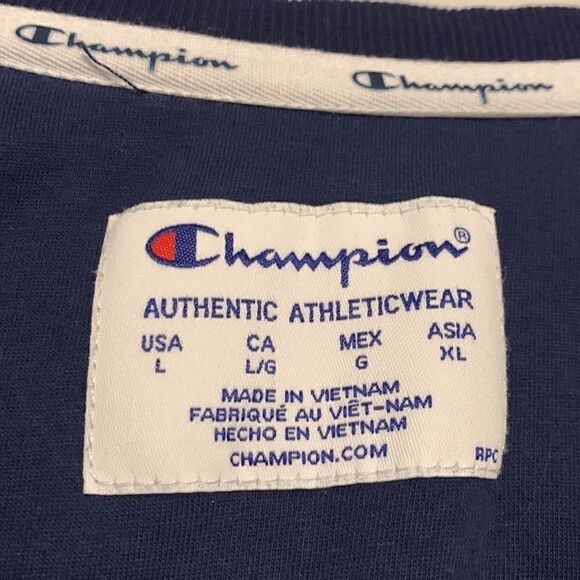 Champion Champion
Champion®
AUTHENTIC ATHLETICWEAR
USA CA MEX ASIA
L L/G G XL
MADE IN VIETNAM
FABRIQUÉ AU VIÊT-NAM
HECHO EN VIETNAM
CHAMPION.COM RPC